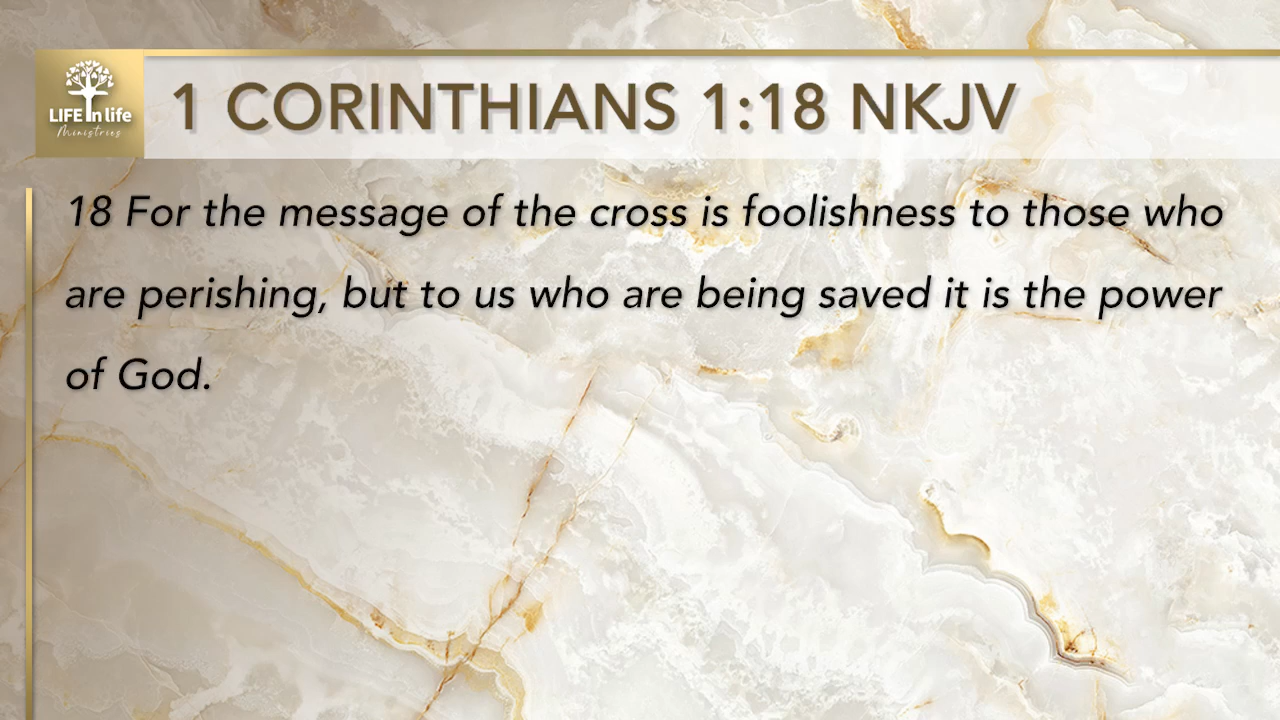 LIFE in life
Ministries
1 CORINTHIANS 1:18 NKJV
18 For the message of the cross is foolishness to those who
are perishing, but to us who are being saved it is the power
of God.